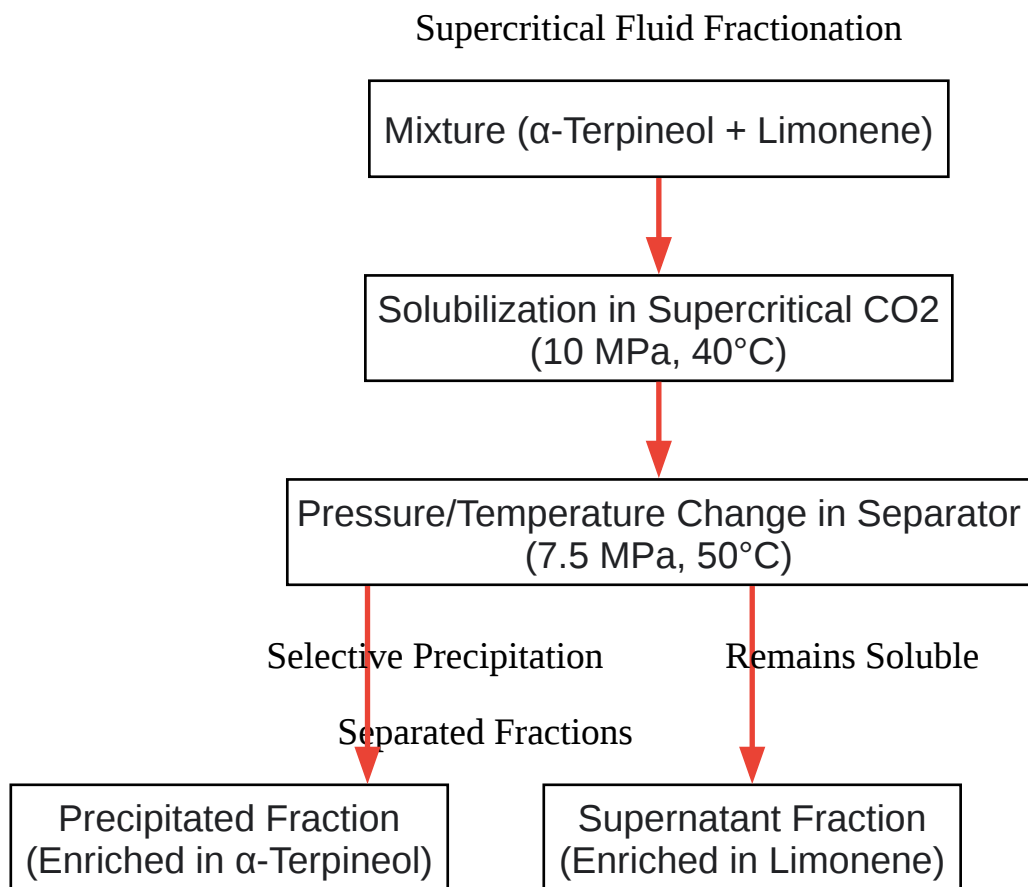 Supercritical Fluid Fractionation
Mixture (α-Terpineol + Limonene)
Solubilization in Supercritical CO2
(10 MPa, 40°C)
Pressure/Temperature Change in Separator
(7.5 MPa, 50°C)
Selective Precipitation
Remains Soluble
Separated Fractions
Precipitated Fraction
(Enriched in α-Terpineol)
Supernatant Fraction
(Enriched in Limonene)